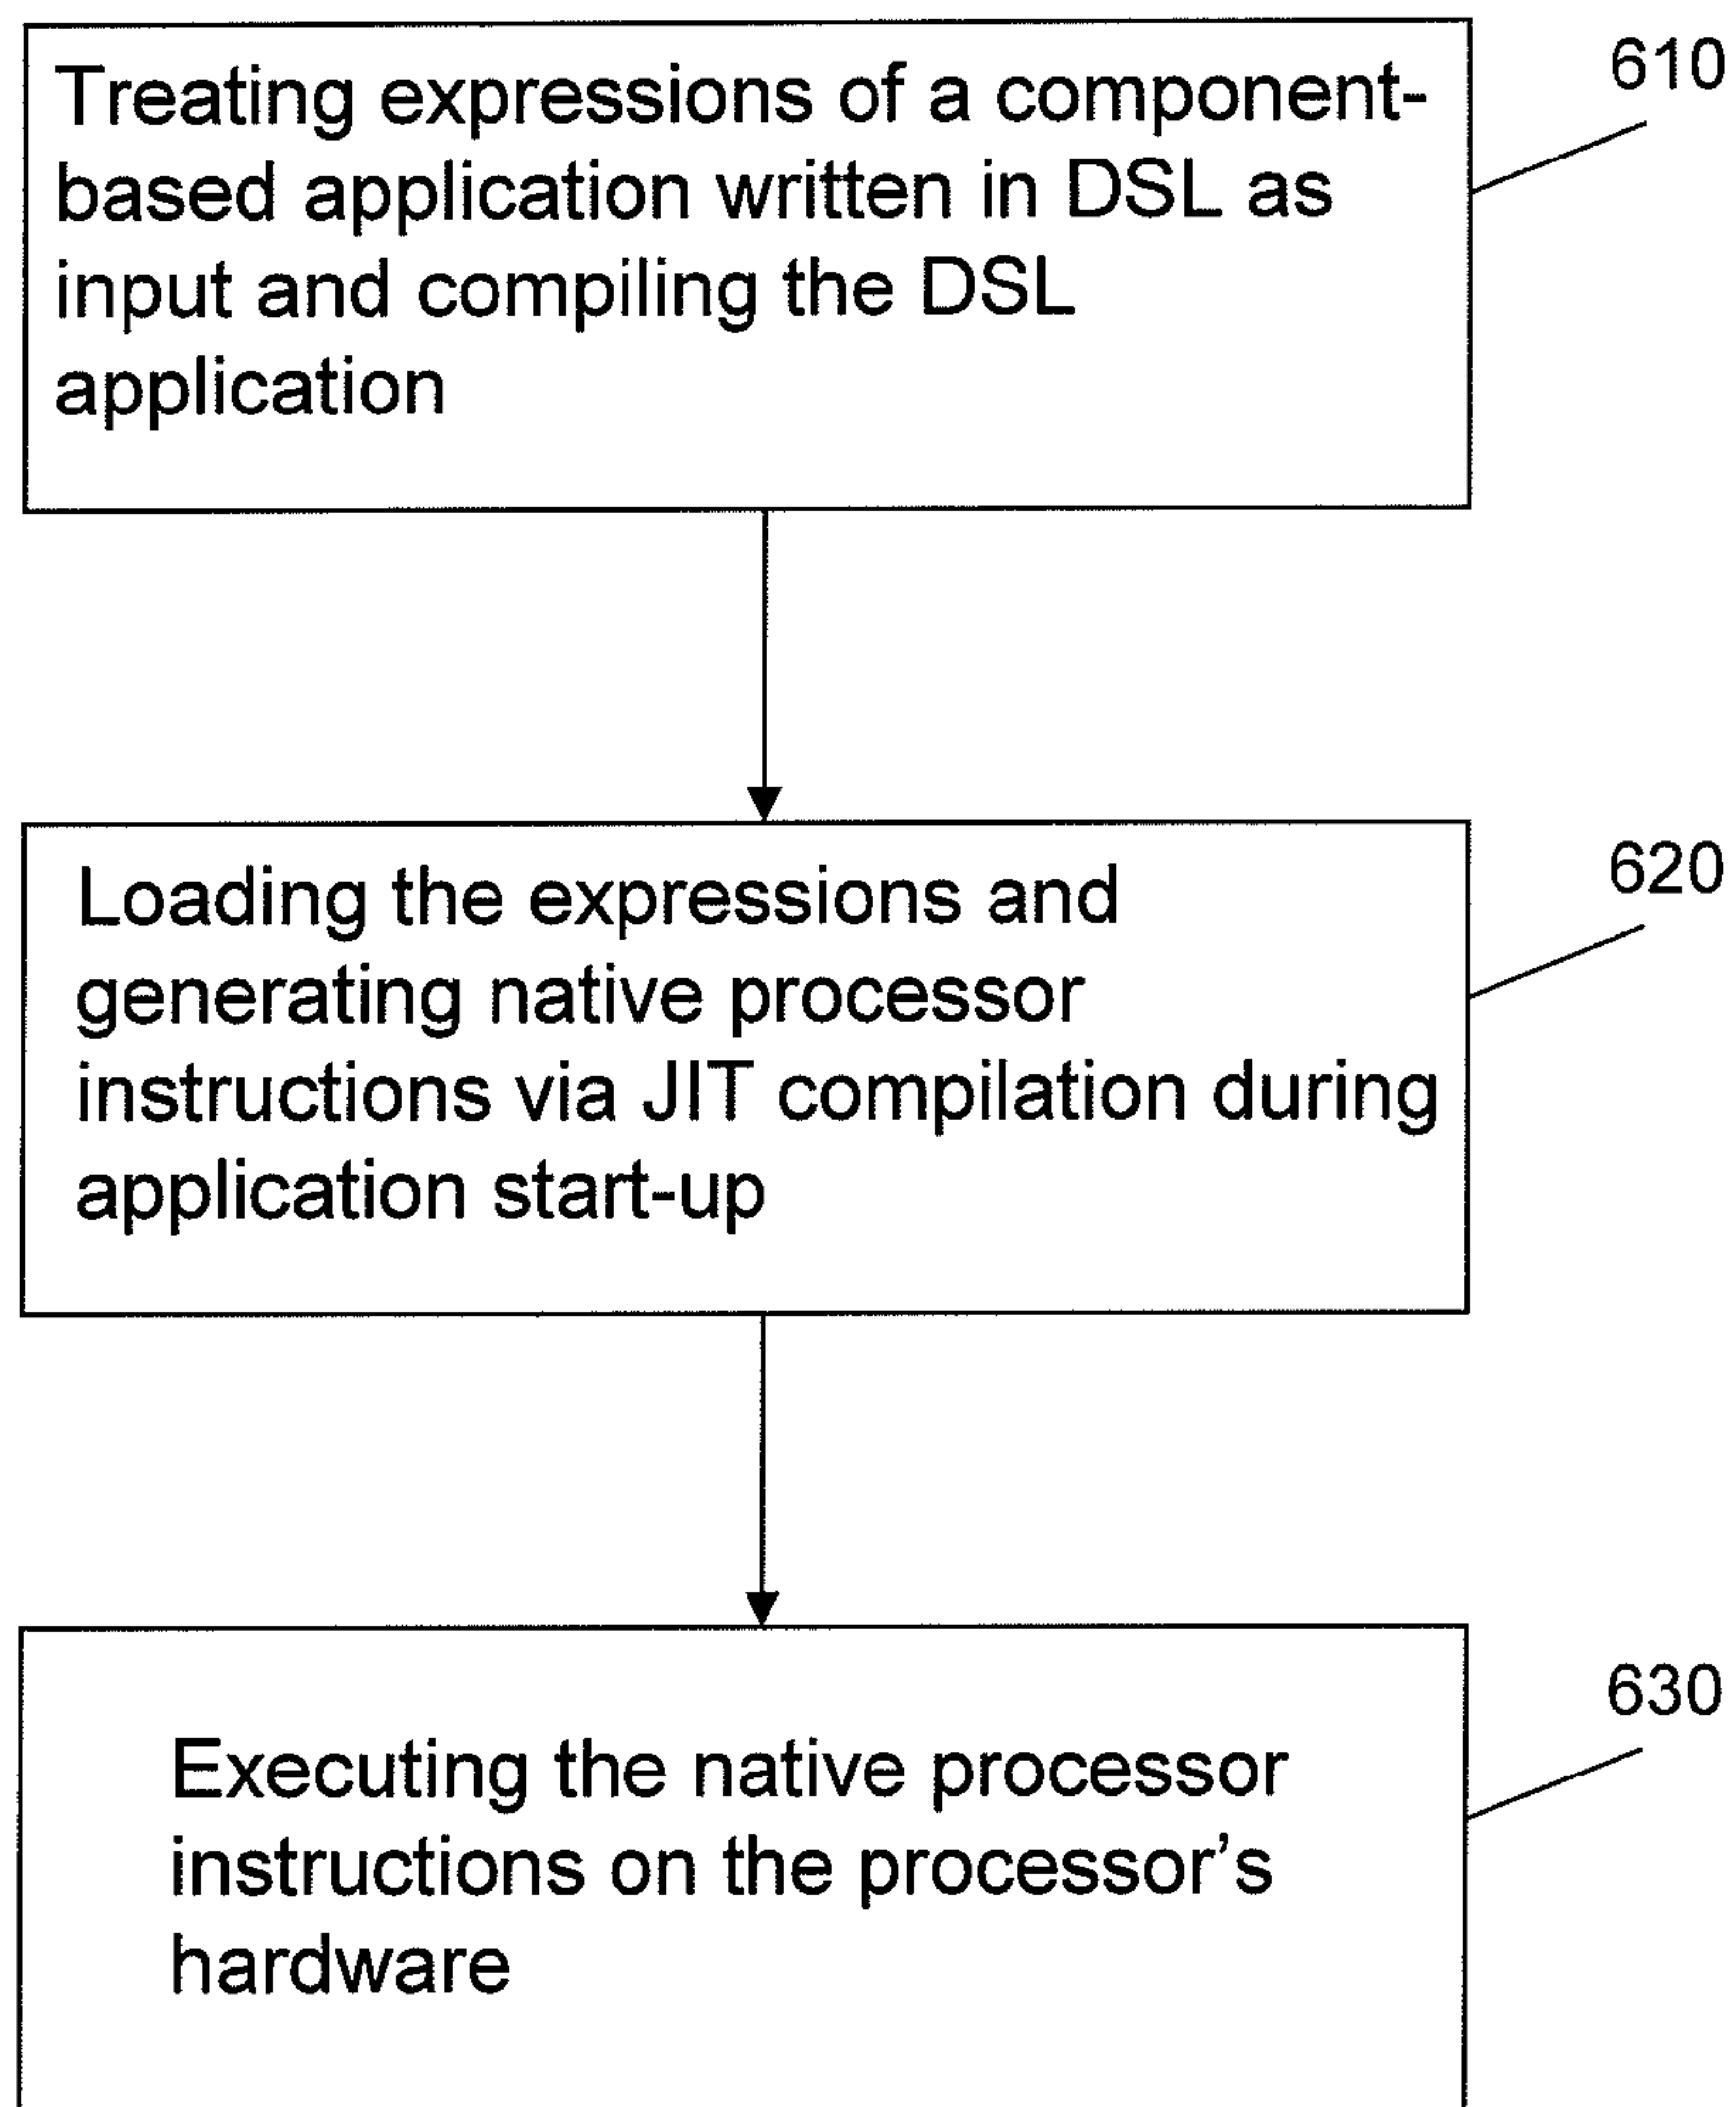 Treating expressions of a component-
based application written in DSL as
input and compiling the DSL
application
610
Loading the expressions and
generating native processor
instructions via JIT compilation during
application start-up
620
Executing the native processor
instructions on the processor's
hardware
630